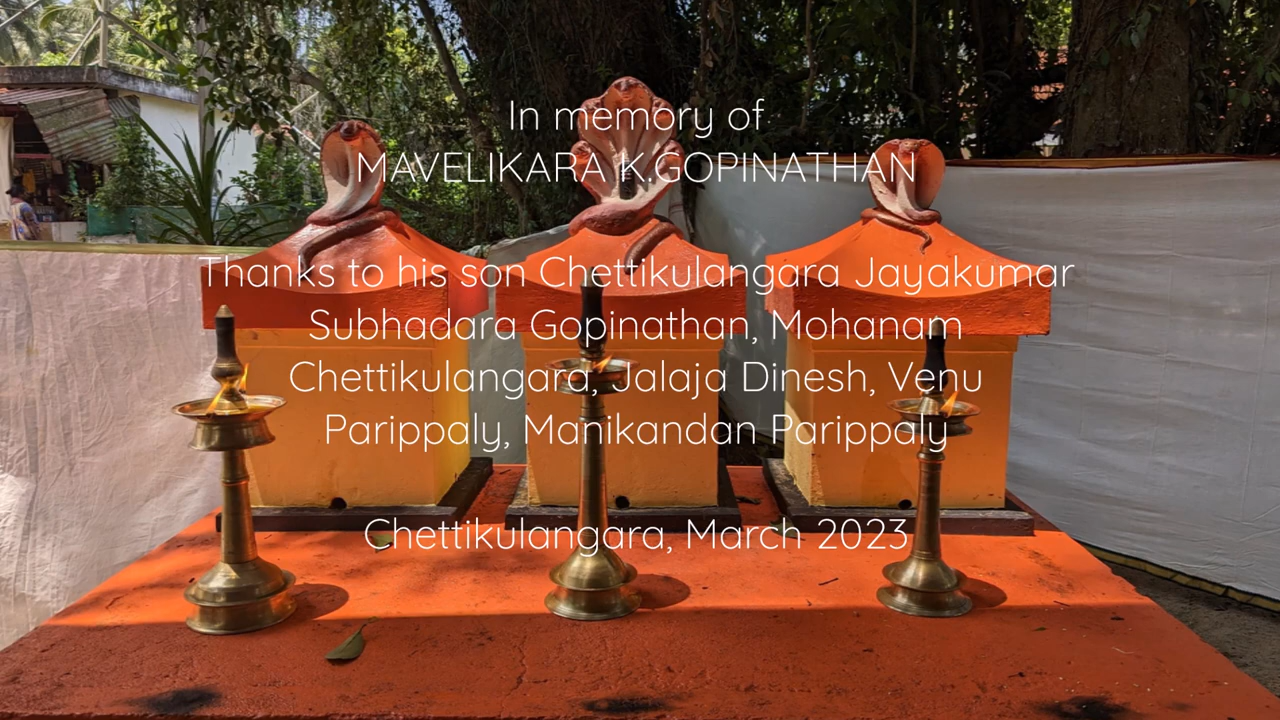 In memory of
MAVELIKARA K.GOPINATHAN
Thanks to his son Chettikulangara Jayakumar
Subhadara Gopinathan, Mohanam
Chettikulangara, Jalaja Dinesh, Venu
Parippaly, Manikandan Parippaly
Chettikulangara, March 2023